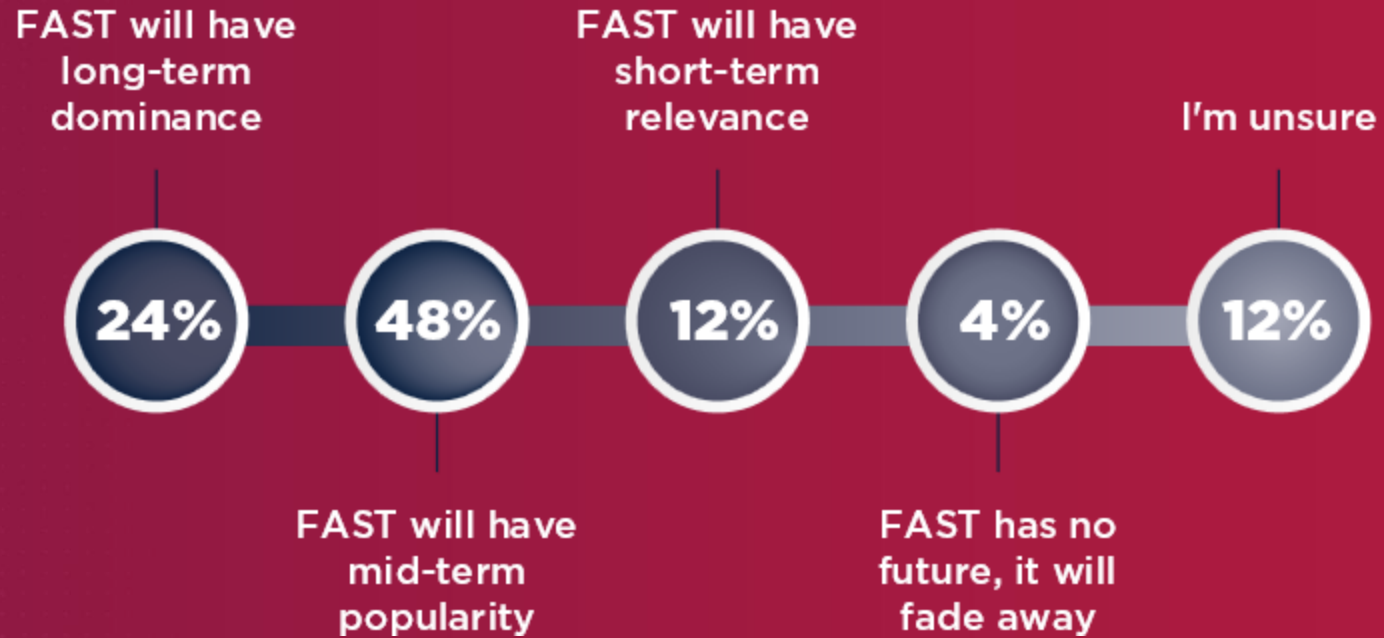 FAST will have
long-term
dominance
FAST will have
short-term
relevance
I'm unsure
24%
48%
12%
4%
12%
FAST will have
mid-term
popularity
FAST has no
future, it will
fade away